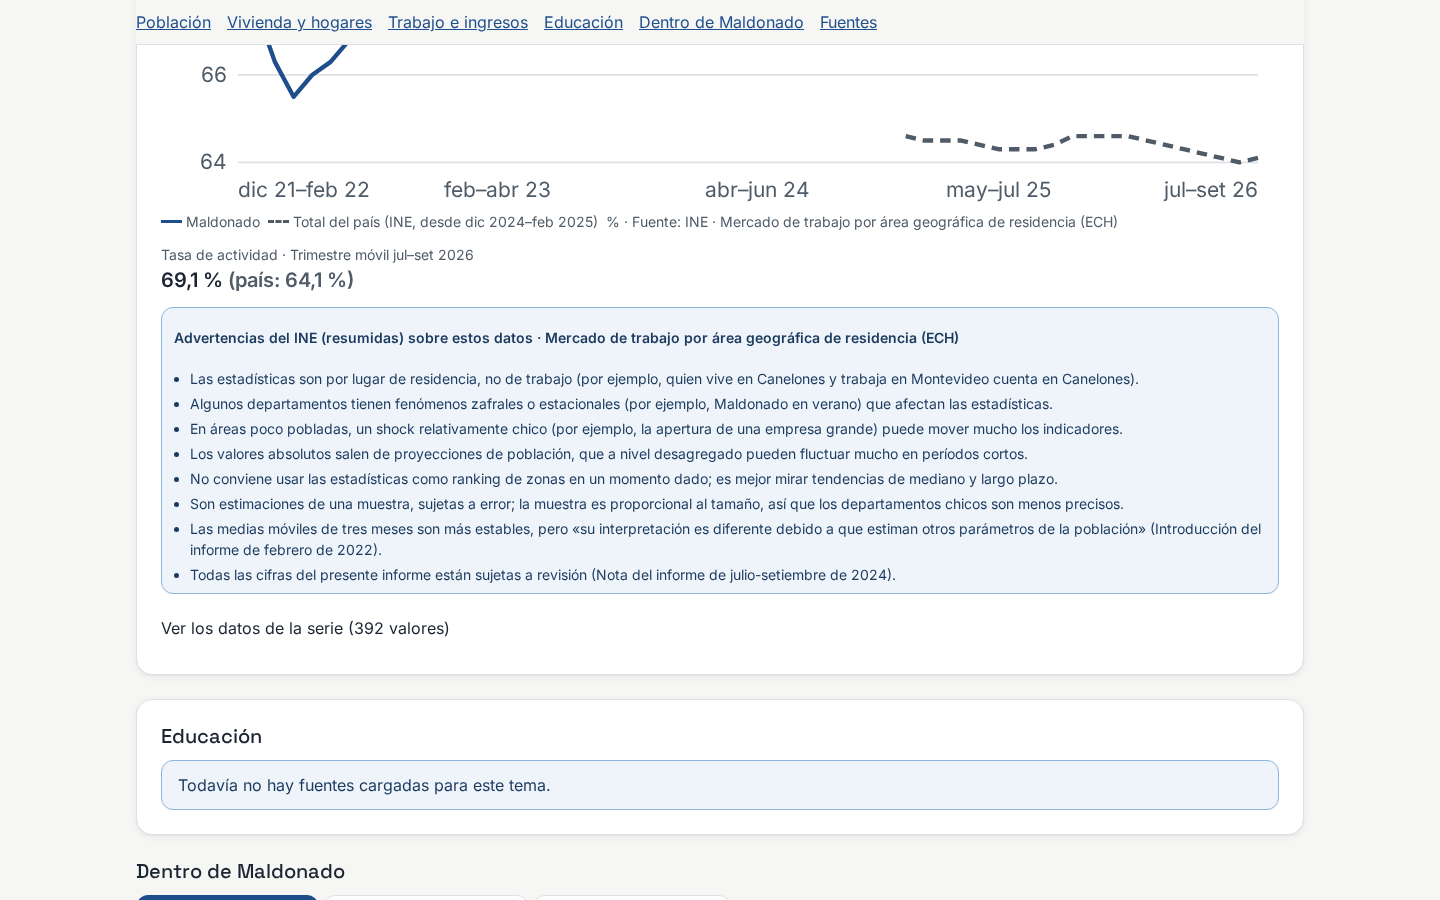 Población Vivienda y hogares Trabajo e ingresos Educación Dentro de Maldonado Fuentes
66
64
dic 21–feb 22 feb–abr 23 abr–jun 24 may–jul 25 jul–set 26
Maldonado Total del país (INE, desde dic 2024–feb 2025) % · Fuente: INE · Mercado de trabajo por área geográfica de residencia (ECH)
Tasa de actividad · Trimestre móvil jul–set 2026
69,1 % (país: 64,1 %)
Advertencias del INE (resumidas) sobre estos datos · Mercado de trabajo por área geográfica de residencia (ECH)
• Las estadísticas son por lugar de residencia, no de trabajo (por ejemplo, quien vive en Canelones y trabaja en Montevideo cuenta en Canelones).
• Algunos departamentos tienen fenómenos zafrales o estacionales (por ejemplo, Maldonado en verano) que afectan las estadísticas.
• En áreas poco pobladas, un shock relativamente chico (por ejemplo, la apertura de una empresa grande) puede mover mucho los indicadores.
• Los valores absolutos salen de proyecciones de población, que a nivel desagregado pueden fluctuar mucho en períodos cortos.
• No conviene usar las estadísticas como ranking de zonas en un momento dado; es mejor mirar tendencias de mediano y largo plazo.
• Son estimaciones de una muestra, sujetas a error; la muestra es proporcional al tamaño, así que los departamentos chicos son menos precisos.
• Las medias móviles de tres meses son más estables, pero «su interpretación es diferente debido a que estiman otros parámetros de la población» (Introducción del
informe de febrero de 2022).
• Todas las cifras del presente informe están sujetas a revisión (Nota del informe de julio-setiembre de 2024).
Ver los datos de la serie (392 valores)
Educación
Todavía no hay fuentes cargadas para este tema.
Dentro de Maldonado